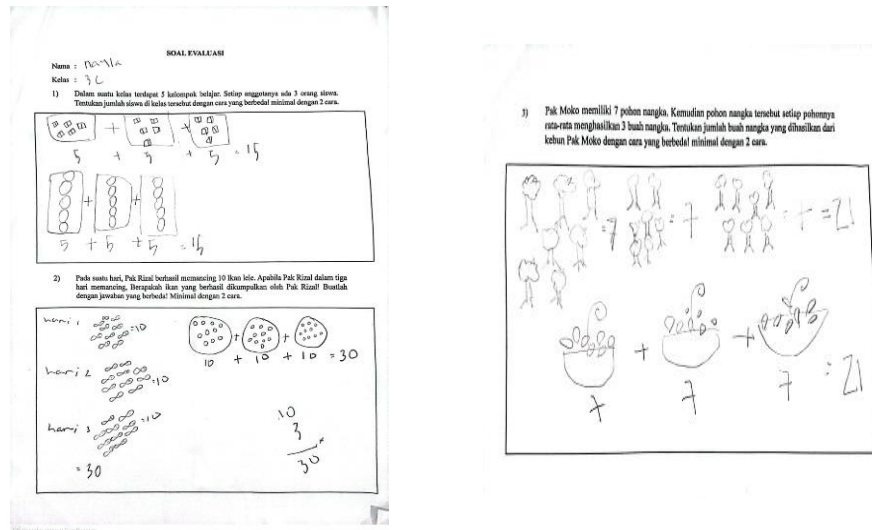 SOAL EVALUASI
Nama : nayla
Kelas : 3C
1) Dalam suatu kelas terdapat 5 kelompok belajar. Setiap anggotanya ada 3 orang siswa.
Tentukan jumlah siswa di kelas tersebut dengan cara yang berbeda! minimal dengan 2 cara.
+ +
5 + 5 + 5 = 15
+ +
5 + 5 + 5 = 15
2) Pada suatu hari, Pak Rizal berhasil memancing 10 Ikan lele. Apabila Pak Rizal dalam tiga
hari memancing, Berapakah ikan yang berhasil dikumpulkan oleh Pak Rizal! Buatlah
dengan jawaban yang berbeda! Minimal dengan 2 cara.
hari 1 =10
hari 2 =10
hari 3 =10
=30
+ +
10 + 10 + 10 = 30
10
3
×
30
3) Pak Moko memiliki 7 pohon nangka. Kemudian pohon nangka tersebut setiap pohonnya
rata-rata menghasilkan 3 buah nangka. Tentukan jumlah buah nangka yang dihasilkan dari
kebun Pak Moko dengan cara yang berbeda! minimal dengan 2 cara.
=7 =7 =7 =21
+ +
7 7 7 =21